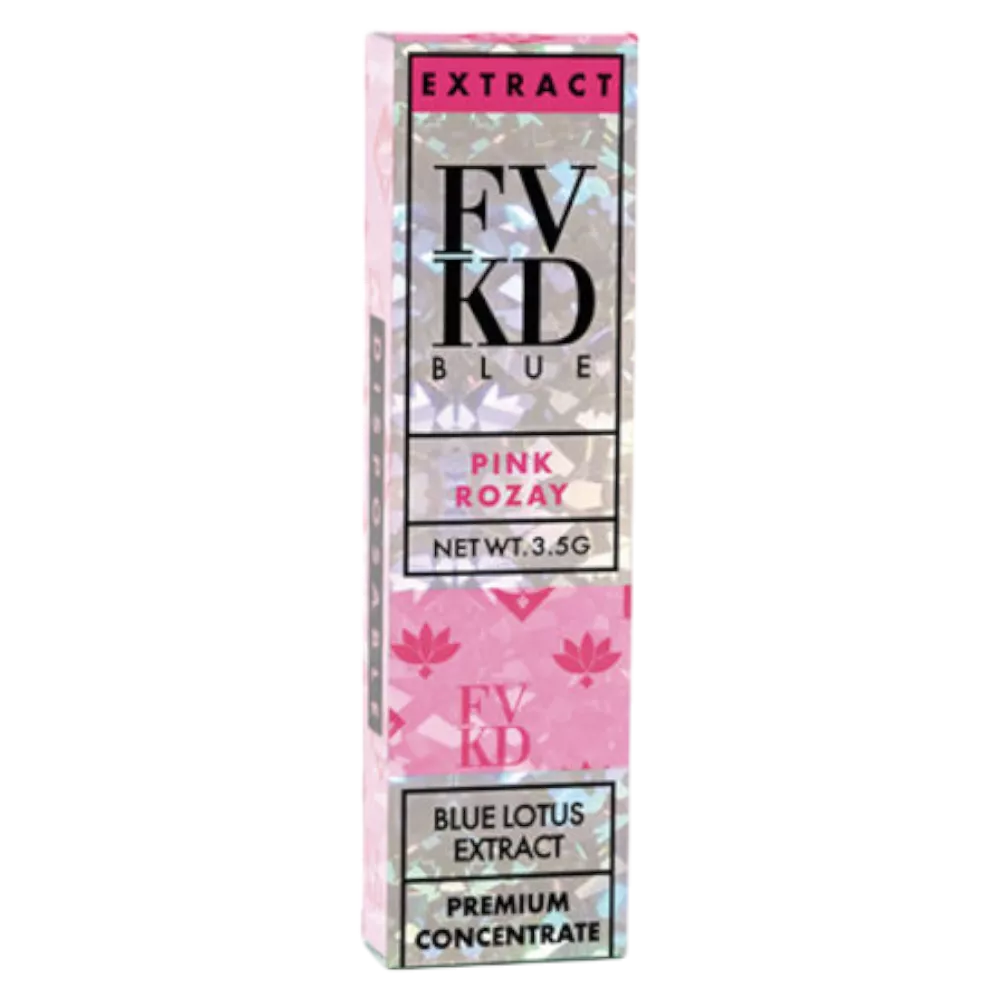 EXTRACT
FV
KD
BLUE
PINK
ROZAY
NET WT. 3.5G
FV
KD
BLUE LOTUS
EXTRACT
PREMIUM
CONCENTRATE
DISPOSABLE